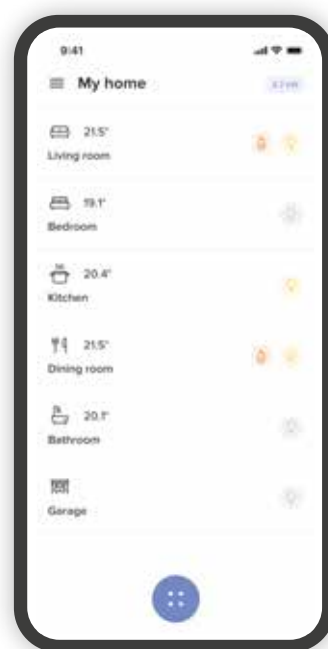 9:41
My home
21.5°
Living room
19.1°
Bedroom
20.4°
Kitchen
21.5°
Dining room
20.1°
Bathroom
Garage